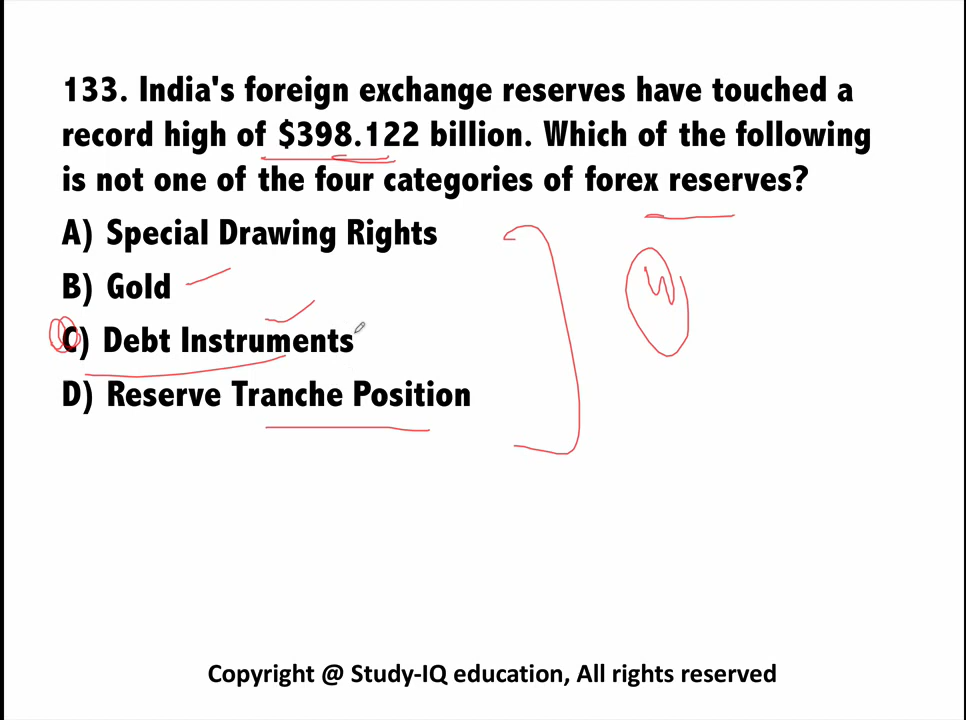 133. India's foreign exchange reserves have touched a
record high of $398.122 billion. Which of the following
is not one of the four categories of forex reserves?
A) Special Drawing Rights
B) Gold
C) Debt Instruments
D) Reserve Tranche Position
Copyright @ Study-IQ education, All rights reserved